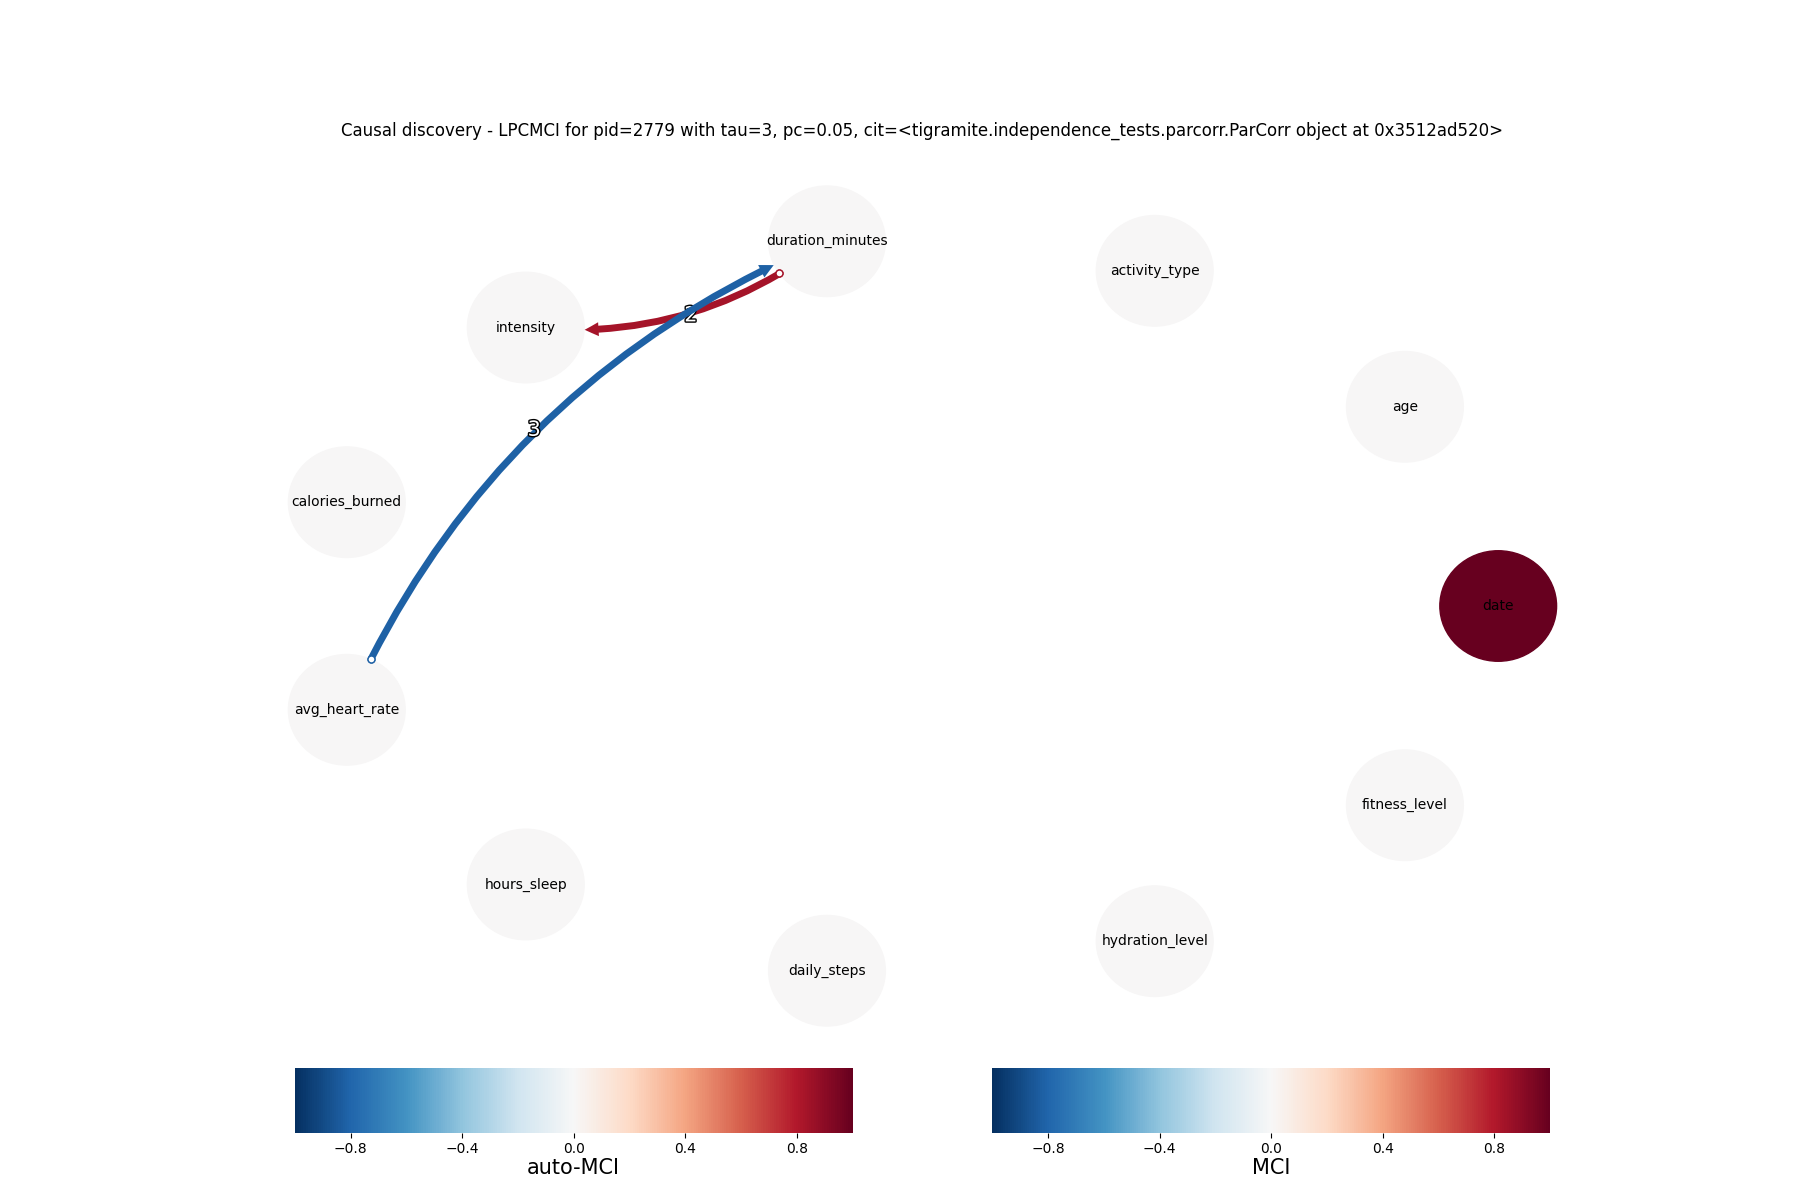 Causal discovery - LPCMCI for pid=2779 with tau=3, pc=0.05, cit=<tigramite.independence_tests.parcorr.ParCorr object at 0x3512ad520>
duration_minutes
activity_type
intensity
2
age
3
calories_burned
date
avg_heart_rate
fitness_level
hours_sleep
hydration_level
daily_steps
−0.8 −0.4 0.0 0.4 0.8
auto-MCI
−0.8 −0.4 0.0 0.4 0.8
MCI